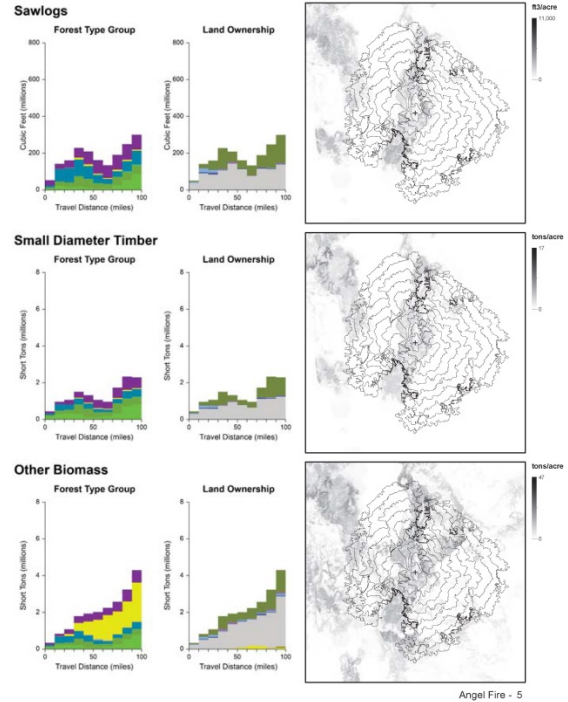 Sawlogs
Forest Type Group
Land Ownership
Cubic Feet (millions)
800
600
400
200
0
0
50
100
Travel Distance (miles)
800
600
400
200
0
0
50
100
Travel Distance (miles)
ft3/acre
11,000
0
Small Diameter Timber
Forest Type Group
Land Ownership
Short Tons (millions)
8
6
4
2
0
0
50
100
Travel Distance (miles)
8
6
4
2
0
0
50
100
Travel Distance (miles)
tons/acre
17
0
Other Biomass
Forest Type Group
Land Ownership
Short Tons (millions)
8
6
4
2
0
0
50
100
Travel Distance (miles)
8
6
4
2
0
0
50
100
Travel Distance (miles)
tons/acre
47
0
Angel Fire - 5